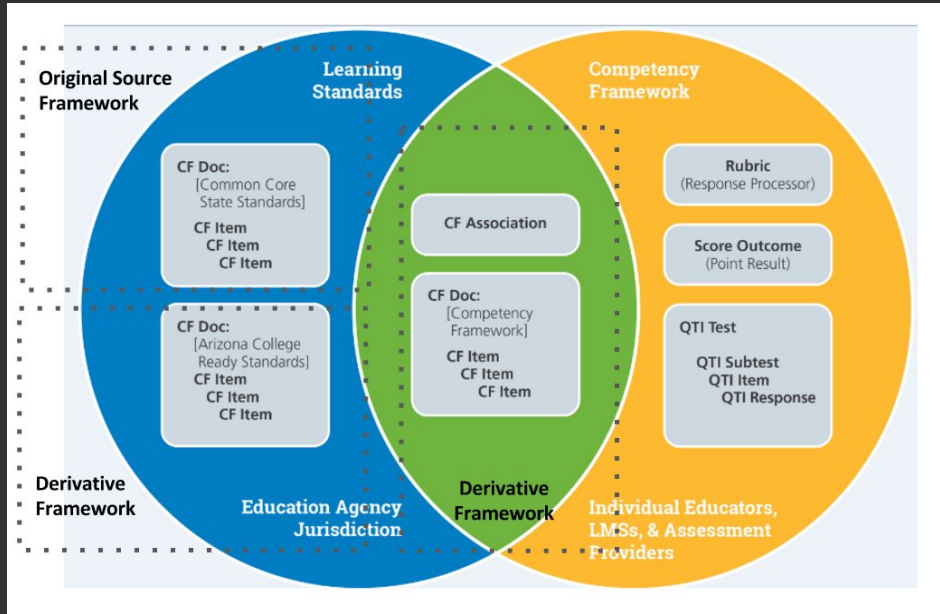 Original Source
Framework
Learning
Standards
CF Doc:
[Common Core
State Standards]
CF Item
CF Item
CF Item
CF Doc:
[Arizona College
Ready Standards]
CF Item
CF Item
CF Item
Derivative
Framework
Education Agency
Jurisdiction
CF Association
CF Doc:
[Competency
Framework]
CF Item
CF Item
CF Item
Derivative
Framework
Competency
Framework
Rubric
(Response Processor)
Score Outcome
(Point Result)
QTI Test
QTI Subtest
QTI Item
QTI Response
Individual Educators,
LMSs, & Assessment
Providers